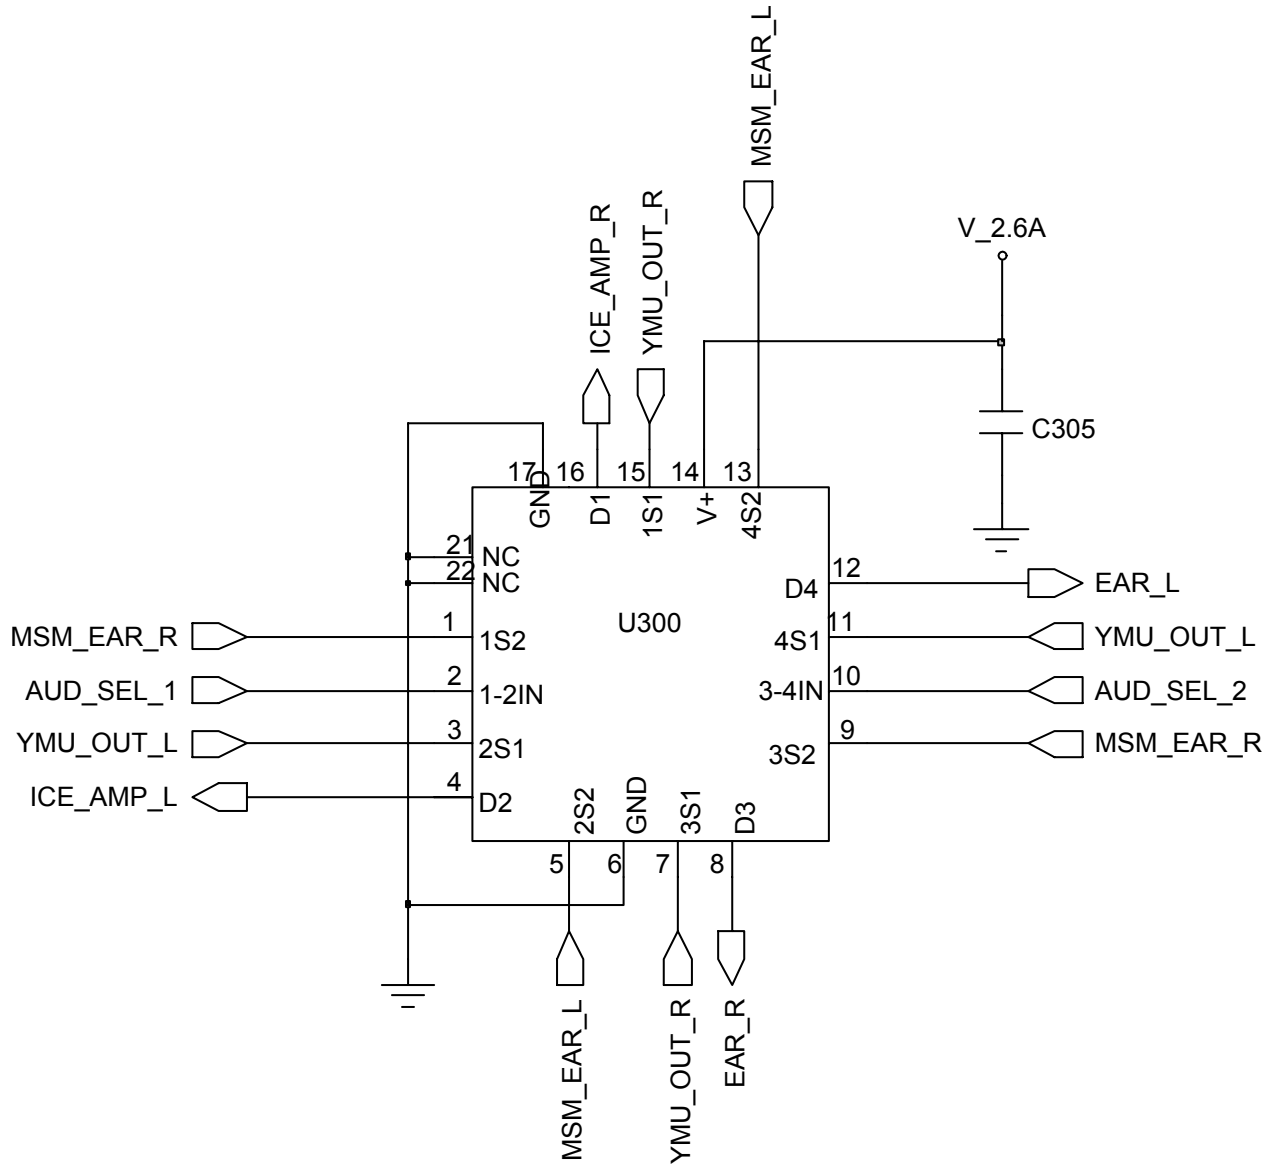 MSM_EAR_L
ICE_AMP_R
YMU_OUT_R
V_2.6A
C305
17
16
15
14
13
GND
D1
1S1
V+
4S2
21
NC
22
NC
12
D4
EAR_L
U300
MSM_EAR_R
1
1S2
11
4S1
YMU_OUT_L
AUD_SEL_1
2
1-2IN
10
3-4IN
AUD_SEL_2
YMU_OUT_L
3
2S1
9
3S2
MSM_EAR_R
ICE_AMP_L
4
D2
2S2
GND
3S1
D3
5
6
7
8
MSM_EAR_L
YMU_OUT_R
EAR_R